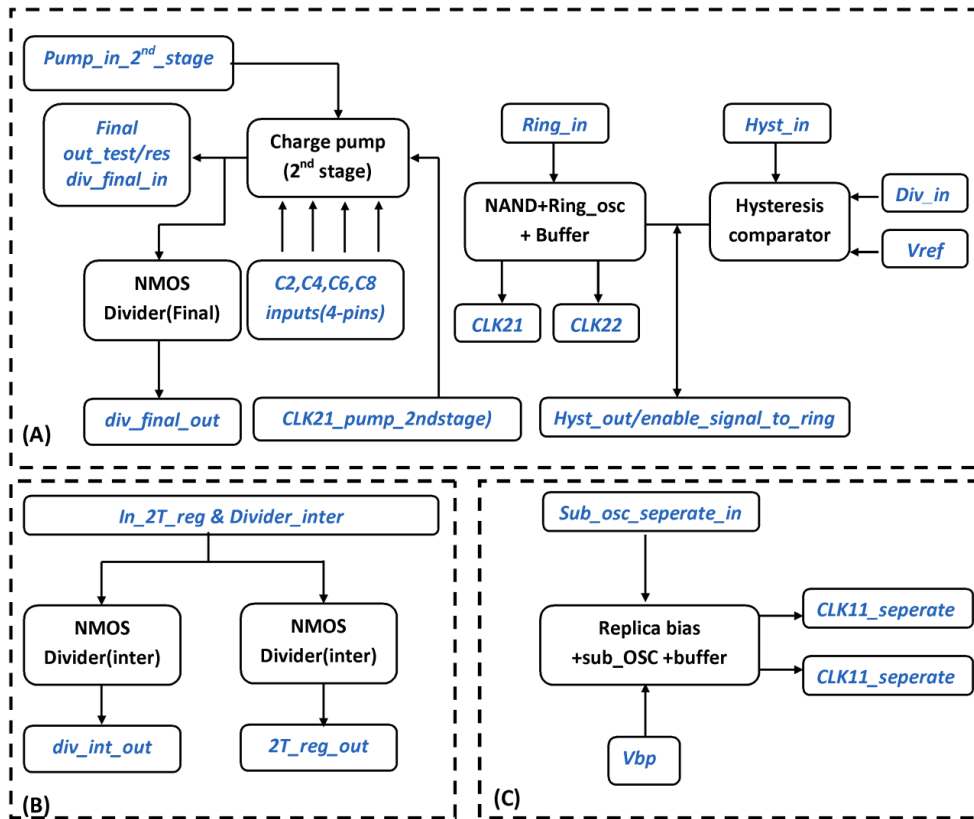 Pump_in_2nd_stage
Final
out_test/res
div_final_in
Charge pump
(2nd stage)
Ring_in
Hyst_in
NAND+Ring_osc
+ Buffer
Hysteresis
comparator
Div_in
Vref
NMOS
Divider(Final)
C2,C4,C6,C8
inputs(4-pins)
CLK21
CLK22
div_final_out
CLK21_pump_2ndstage)
Hyst_out/enable_signal_to_ring
(A)
In_2T_reg & Divider_inter
NMOS
Divider(inter)
NMOS
Divider(inter)
div_int_out
2T_reg_out
(B)
Sub_osc_seperate_in
Replica bias
+sub_OSC +buffer
CLK11_seperate
CLK11_seperate
Vbp
(C)